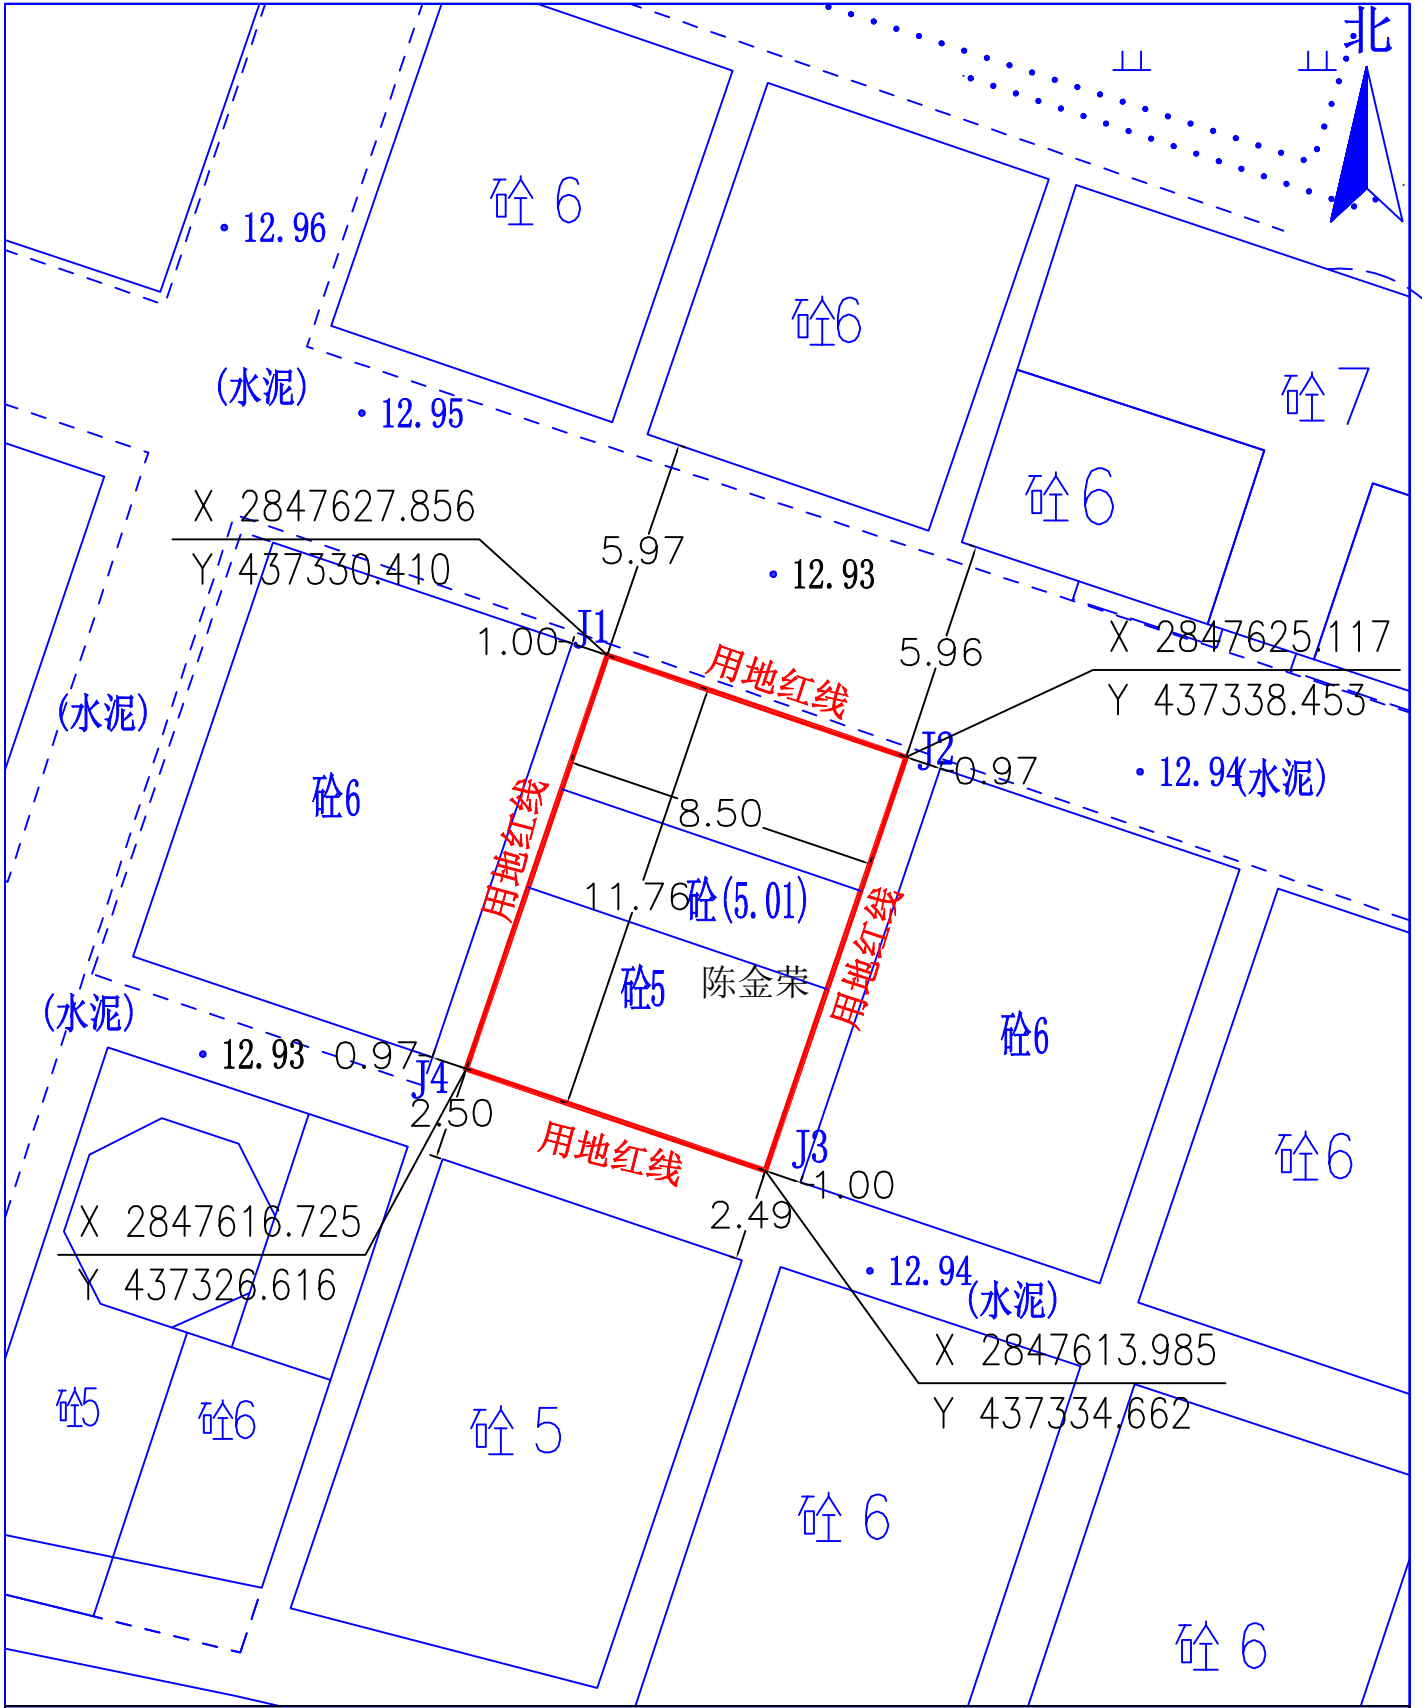 北
砼 6
12.96
砼6
(水泥)
12.95
砼7
砼6
X 2847627.856
Y 437330.410
5.97
12.93
J1
1.00
用地红线
5.96
X 2847625.117
Y 437338.453
(水泥)
J2
0.97
12.94
(水泥)
砼6
用地红线
8.50
11.76
砼(5.01)
用地红线
砼5
陈金荣
(水泥)
12.93
0.97
J4
砼6
2.50
用地红线
J3
1.00
砼6
2.49
X 2847616.725
Y 437326.616
12.94
(水泥)
X 2847613.985
Y 437334.662
砼5
砼6
砼 5
砼 6
砼 6